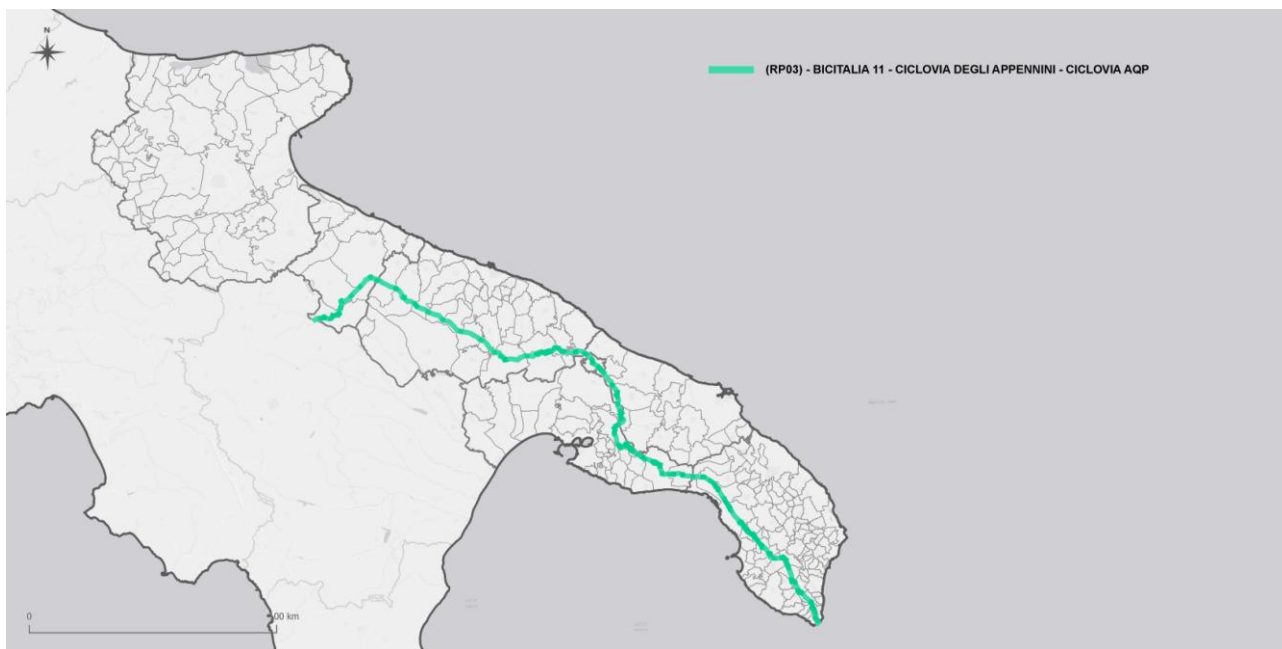 N
(RP03) - BICITALIA 11 - CICLOVIA DEGLI APPENNINI - CICLOVIA AQP
0
00 km